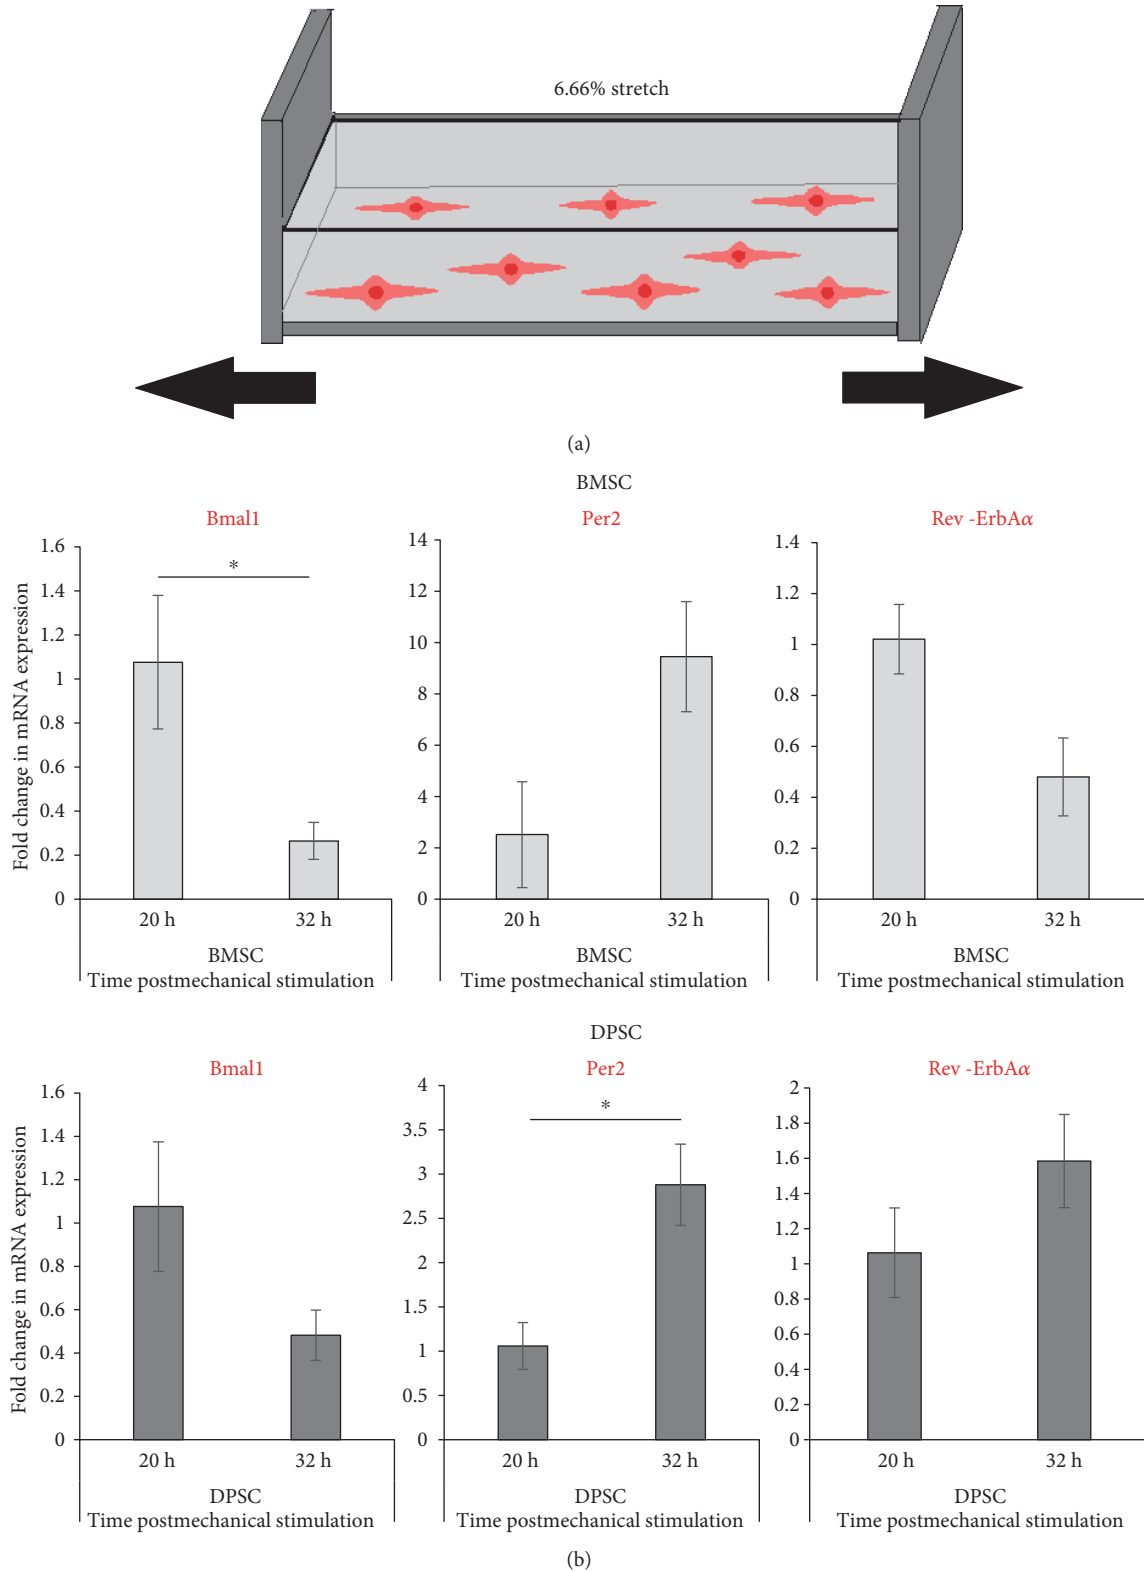 6.66% stretch
(a)
BMSC
Bmal1
Per2
Rev -ErbAα
Fold change in mRNA expression
1.6
1.4
1.2
1
0.8
0.6
0.4
0.2
0
*
20 h
32 h
BMSC
Time postmechanical stimulation
14
12
10
8
6
4
2
0
20 h
32 h
BMSC
Time postmechanical stimulation
1.4
1.2
1
0.8
0.6
0.4
0.2
0
20 h
32 h
BMSC
Time postmechanical stimulation
DPSC
Bmal1
Per2
Rev -ErbAα
Fold change in mRNA expression
1.6
1.4
1.2
1
0.8
0.6
0.4
0.2
0
20 h
32 h
DPSC
Time postmechanical stimulation
4
3.5
3
2.5
2
1.5
1
0.5
0
*
20 h
32 h
DPSC
Time postmechanical stimulation
2
1.8
1.6
1.4
1.2
1
0.8
0.6
0.4
0.2
0
20 h
32 h
DPSC
Time postmechanical stimulation
(b)